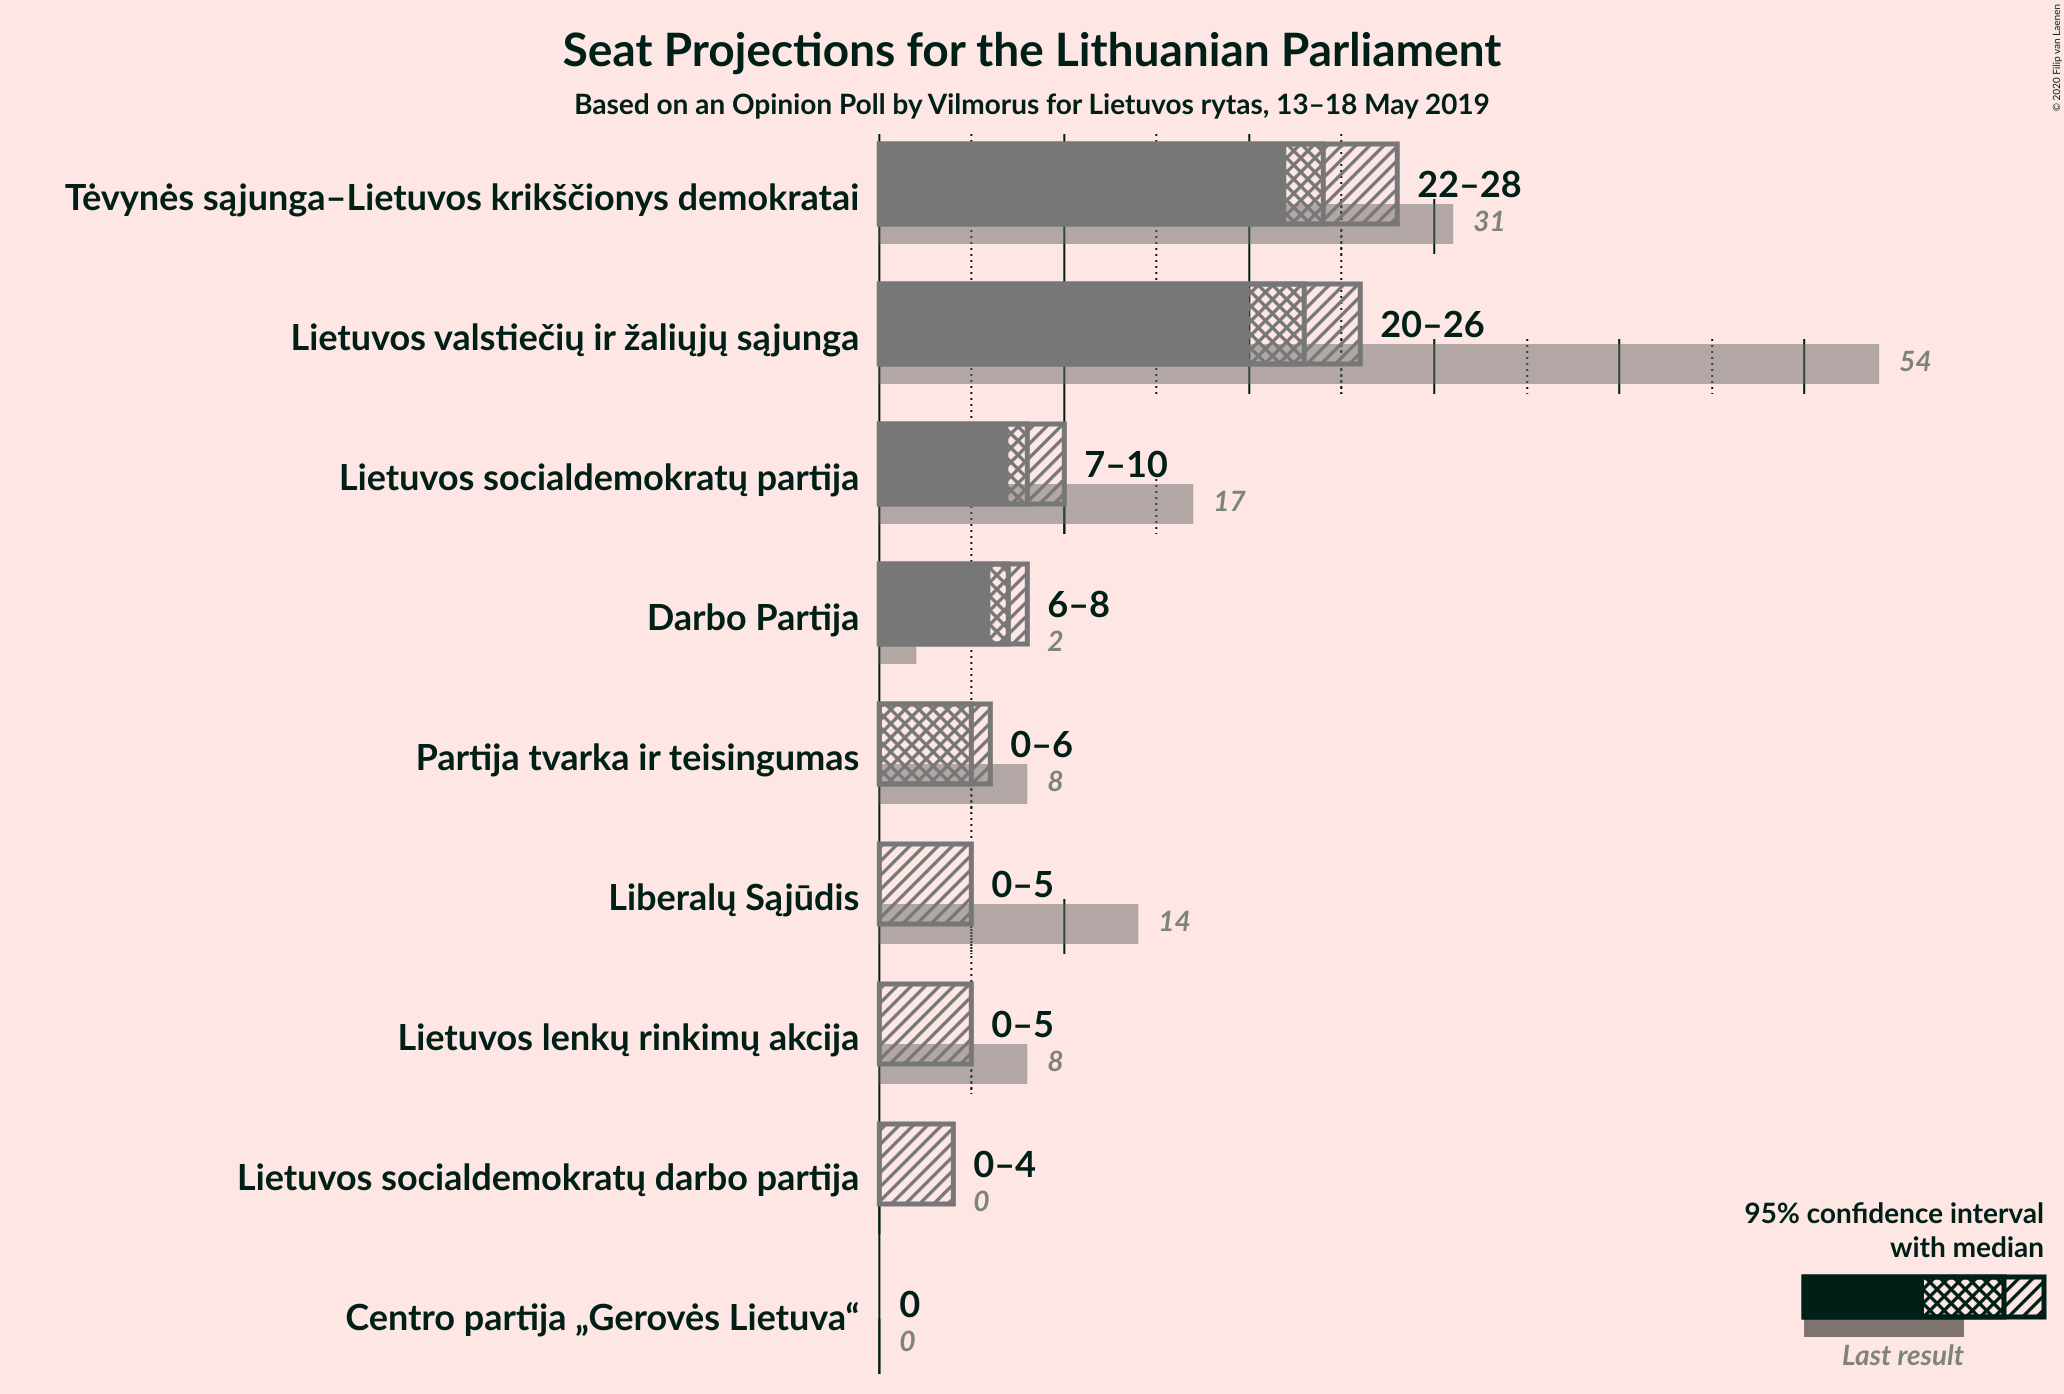 Seat Projections for the Lithuanian Parliament
Based on an Opinion Poll by Vilmorus for Lietuvos rytas, 13–18 May 2019
© 2020 Filip van Laenen
Tėvynės sąjunga–Lietuvos krikščionys demokratai
22–28
31
Lietuvos valstiečių ir žaliųjų sąjunga
20–26
54
Lietuvos socialdemokratų partija
7–10
17
Darbo Partija
6–8
2
Partija tvarka ir teisingumas
0–6
8
Liberalų Sąjūdis
0–5
14
Lietuvos lenkų rinkimų akcija
0–5
8
Lietuvos socialdemokratų darbo partija
0–4
0
Centro partija „Gerovės Lietuva“
0
0
95% confidence interval
with median
Last result